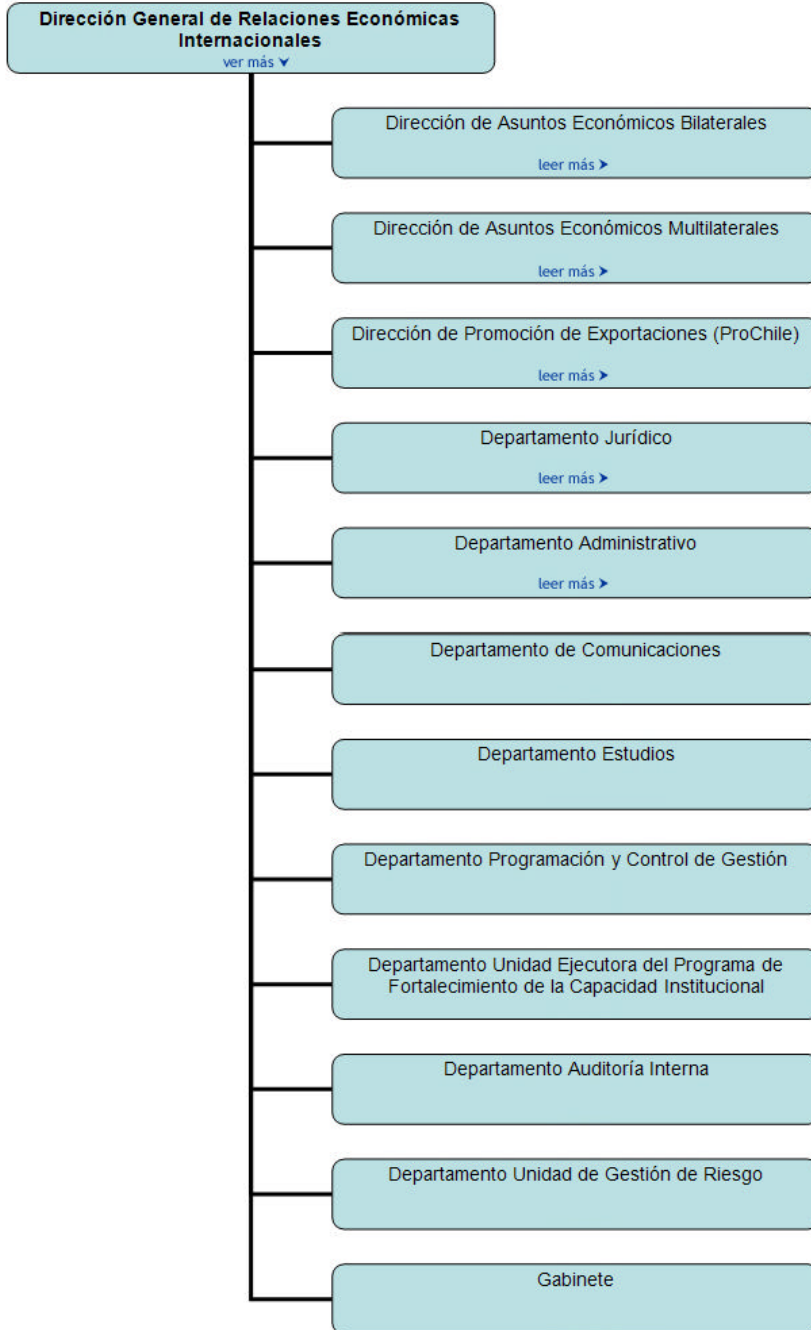 Dirección General de Relaciones Económicas
Internacionales
ver más
Dirección de Asuntos Económicos Bilaterales
leer más
Dirección de Asuntos Económicos Multilaterales
leer más
Dirección de Promoción de Exportaciones (ProChile)
leer más
Departamento Jurídico
leer más
Departamento Administrativo
leer más
Departamento de Comunicaciones
Departamento Estudios
Departamento Programación y Control de Gestión
Departamento Unidad Ejecutora del Programa de
Fortalecimiento de la Capacidad Institucional
Departamento Auditoría Interna
Departamento Unidad de Gestión de Riesgo
Gabinete